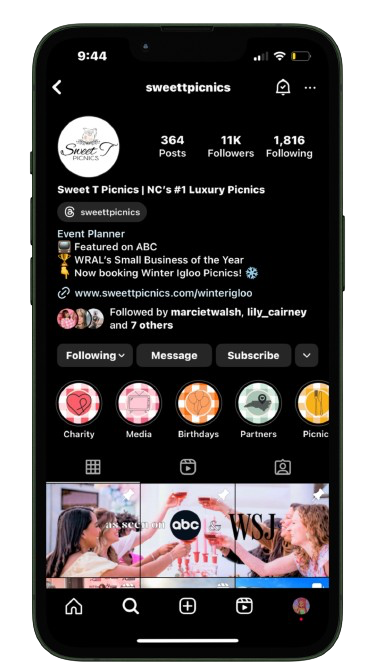 9:44
sweettpicnics
Sweet T
PICNICS
364
Posts
11K
Followers
1,816
Following
Sweet T Picnics | NC's #1 Luxury Picnics
sweettpicnics
Event Planner
Featured on ABC
WRAL's Small Business of the Year
Now booking Winter Igloo Picnics!
www.sweettpicnics.com/winterigloo
Followed by marcietwalsh, lily_cairney
and 7 others
Following
Message
Subscribe
Charity
Media
Birthdays
Partners
Picnic
as seen on abc & WSJ